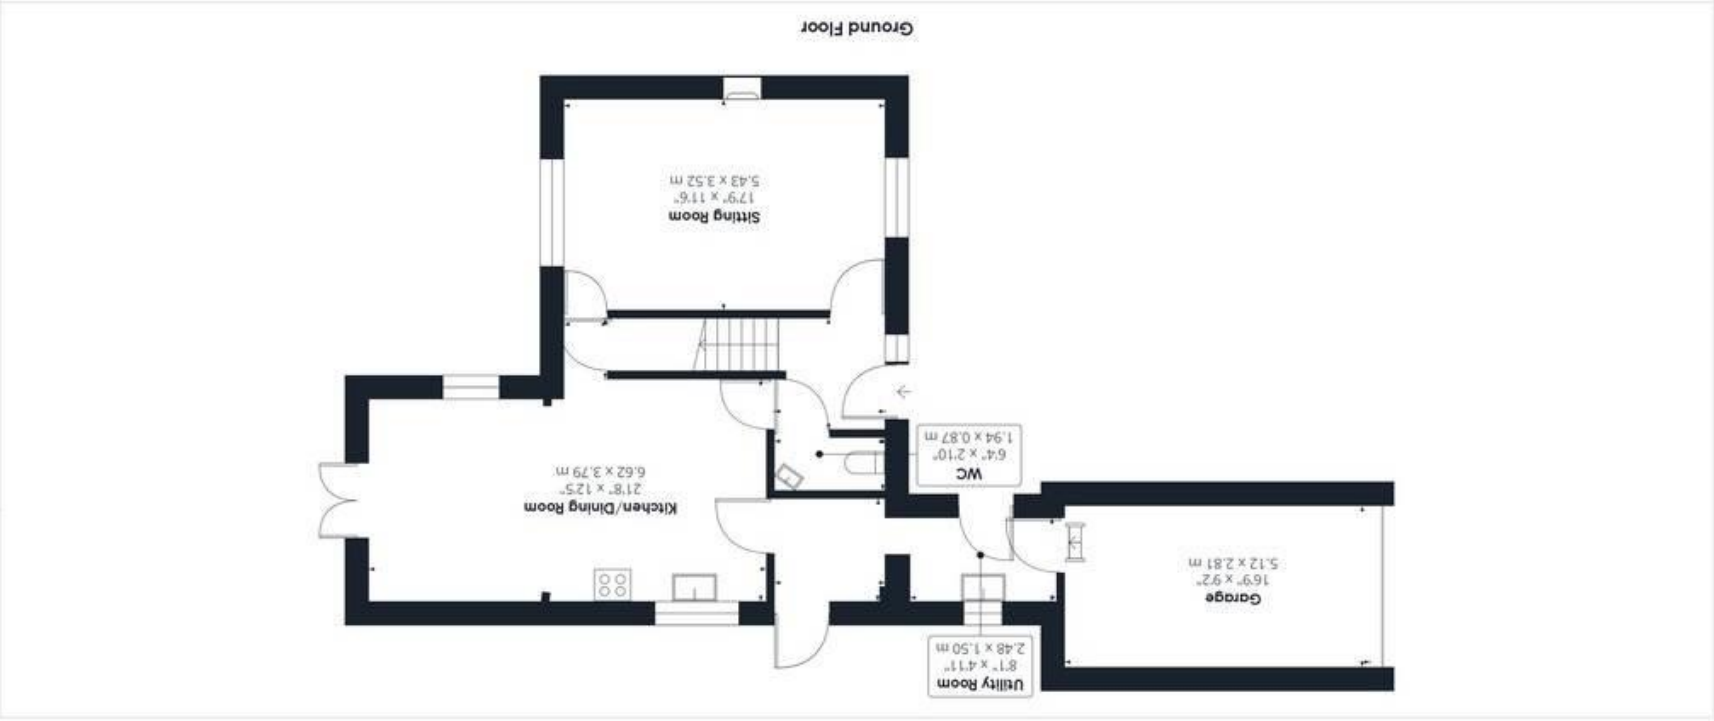 Utility Room
8'1" x 4'11"
2.48 x 1.50 m
Garage
16'9" x 9'2"
5.12 x 2.81 m
Kitchen/Dining Room
21'8" x 12'5"
6.62 x 3.79 m
WC
6'4" x 2'10"
1.94 x 0.87 m
Sitting Room
17'9" x 11'6"
5.43 x 3.52 m
Ground Floor